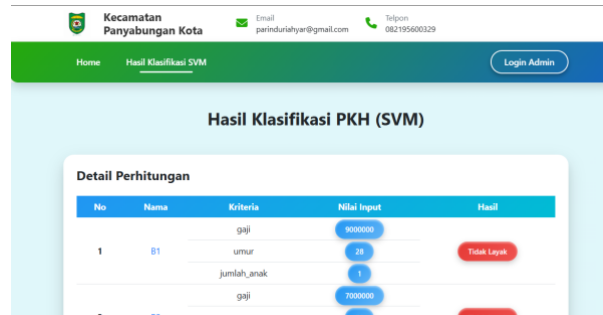 Kecamatan
Panyabungan Kota
Email
parinduriahyar@gmail.com
Telpon
082195600329
Home Hasil Klasifikasi SVM Login Admin
Hasil Klasifikasi PKH (SVM)
Detail Perhitungan
No Nama Kriteria Nilai Input Hasil
gaji 9000000
1 B1 umur 28 Tidak Layak
jumlah_anak 1
gaji 7000000